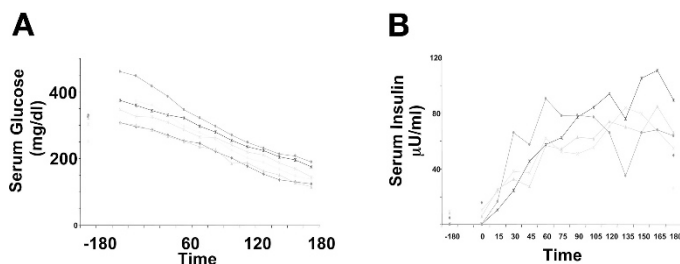 A
Serum Glucose
(mg/dl)
400
200
0
-180 60 120 180
Time
B
Serum Insulin
μU/ml)
120
80
40
0
-180 0 15 30 45 60 75 90 105 120 135 150 165 180
Time